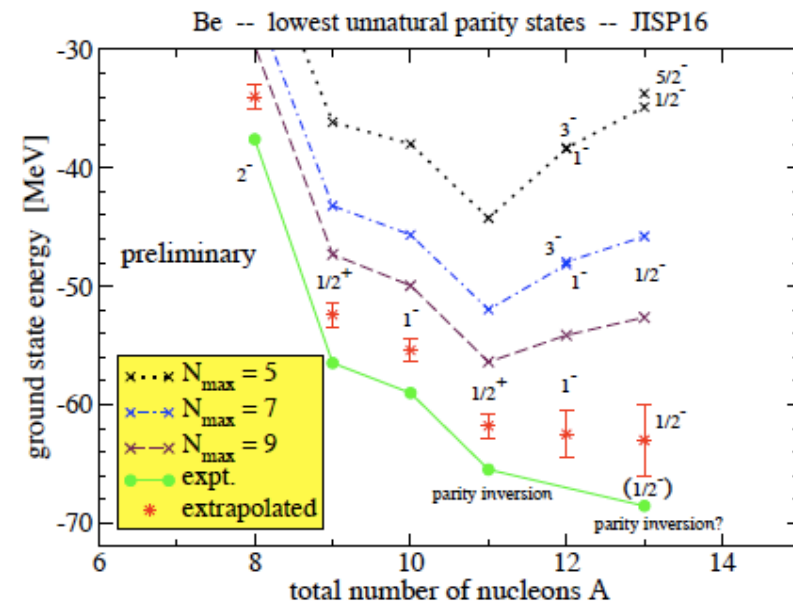 Be -- lowest unnatural parity states -- JISP16
ground state energy [MeV]
-30
-40
-50
-60
-70
5/2⁻
1/2⁻
3⁻
1⁻
2⁻
preliminary
1/2⁺
3⁻
1⁻
1/2⁻
1⁻
1/2⁺
1⁻
1/2⁻
N_max = 5
N_max = 7
N_max = 9
expt.
extrapolated
parity inversion
(1/2⁻)
parity inversion?
6
8
10
12
14
total number of nucleons A